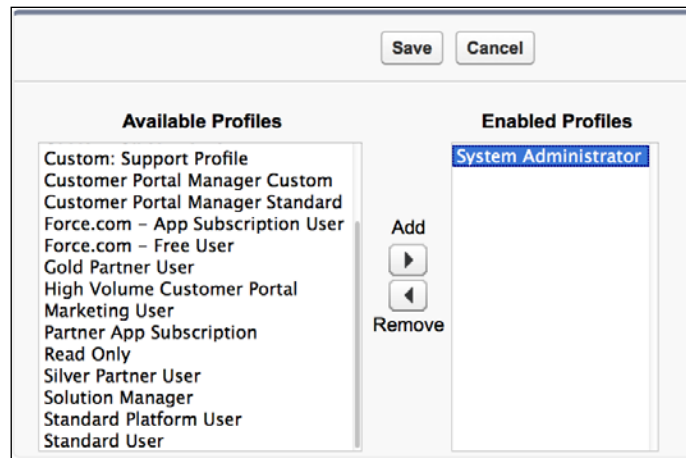 Save Cancel
Available Profiles
Custom: Support Profile
Customer Portal Manager Custom
Customer Portal Manager Standard
Force.com – App Subscription User
Force.com – Free User
Gold Partner User
High Volume Customer Portal
Marketing User
Partner App Subscription
Read Only
Silver Partner User
Solution Manager
Standard Platform User
Standard User
Add
Remove
Enabled Profiles
System Administrator